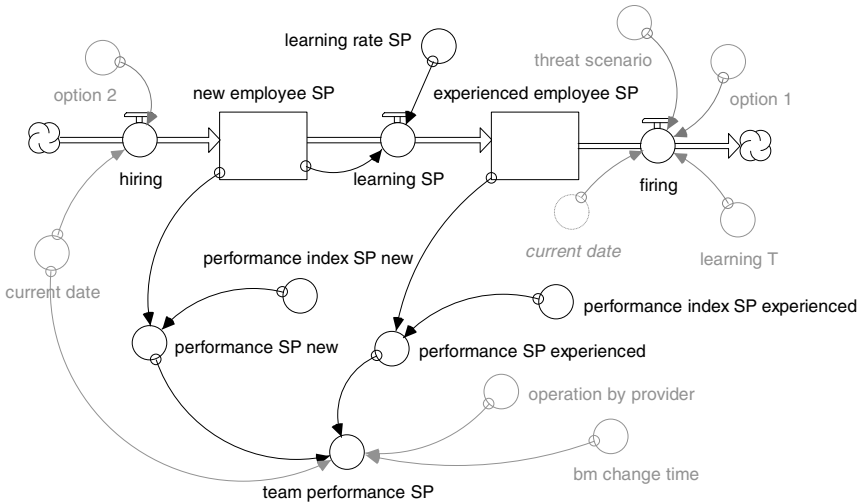 learning rate SP
threat scenario
option 2
new employee SP
experienced employee SP
option 1
hiring
learning SP
firing
current date
performance index SP new
learning T
current date
performance index SP experienced
performance SP new
performance SP experienced
operation by provider
bm change time
team performance SP